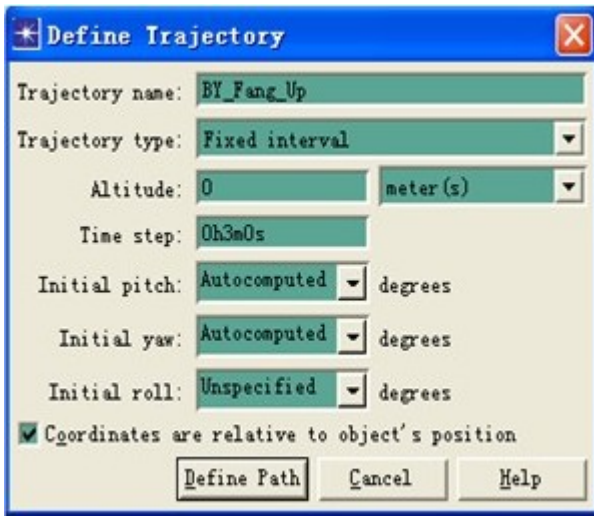 Define Trajectory
Trajectory name: BY_Fang_Up
Trajectory type: Fixed interval
Altitude: 0 meter(s)
Time step: 0h3m0s
Initial pitch: Autocomputed degrees
Initial yaw: Autocomputed degrees
Initial roll: Unspecified degrees
Coordinates are relative to object's position
Define Path Cancel Help